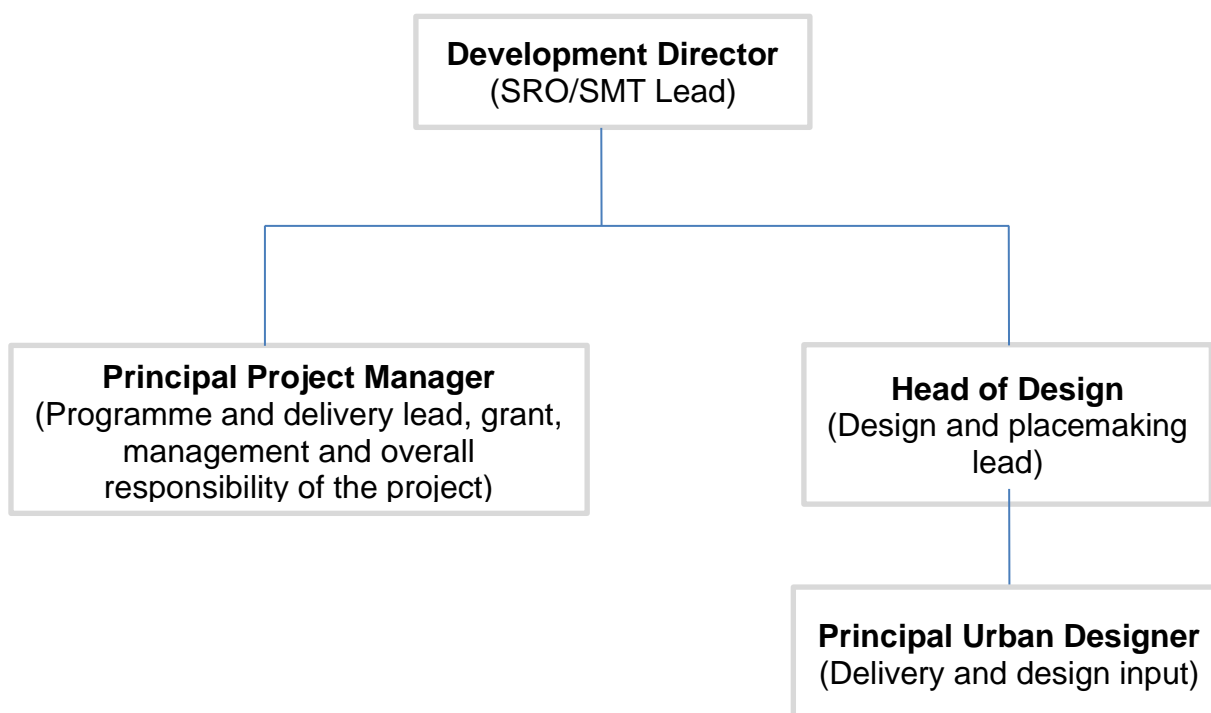 Development Director
(SRO/SMT Lead)
Principal Project Manager
(Programme and delivery lead, grant,
management and overall
responsibility of the project)
Head of Design
(Design and placemaking
lead)
Principal Urban Designer
(Delivery and design input)